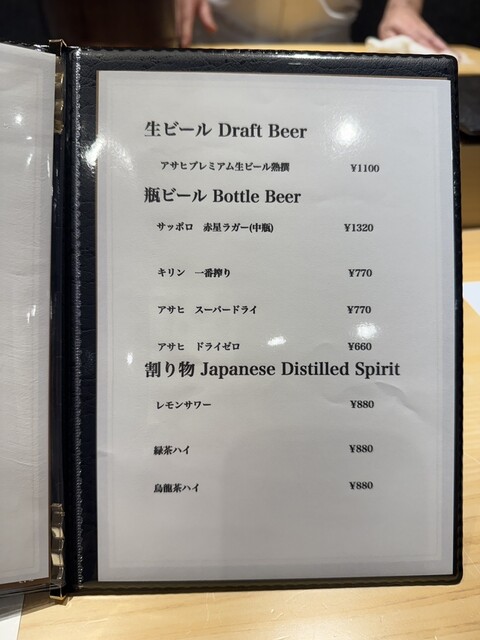 生ビール Draft Beer
アサヒプレミアム生ビール熟撰 ¥1100
瓶ビール Bottle Beer
サッポロ 赤星ラガー(中瓶) ¥1320
キリン 一番搾り ¥770
アサヒ スーパードライ ¥770
アサヒ ドライゼロ ¥660
割り物 Japanese Distilled Spirit
レモンサワー ¥880
緑茶ハイ ¥880
烏龍茶ハイ ¥880